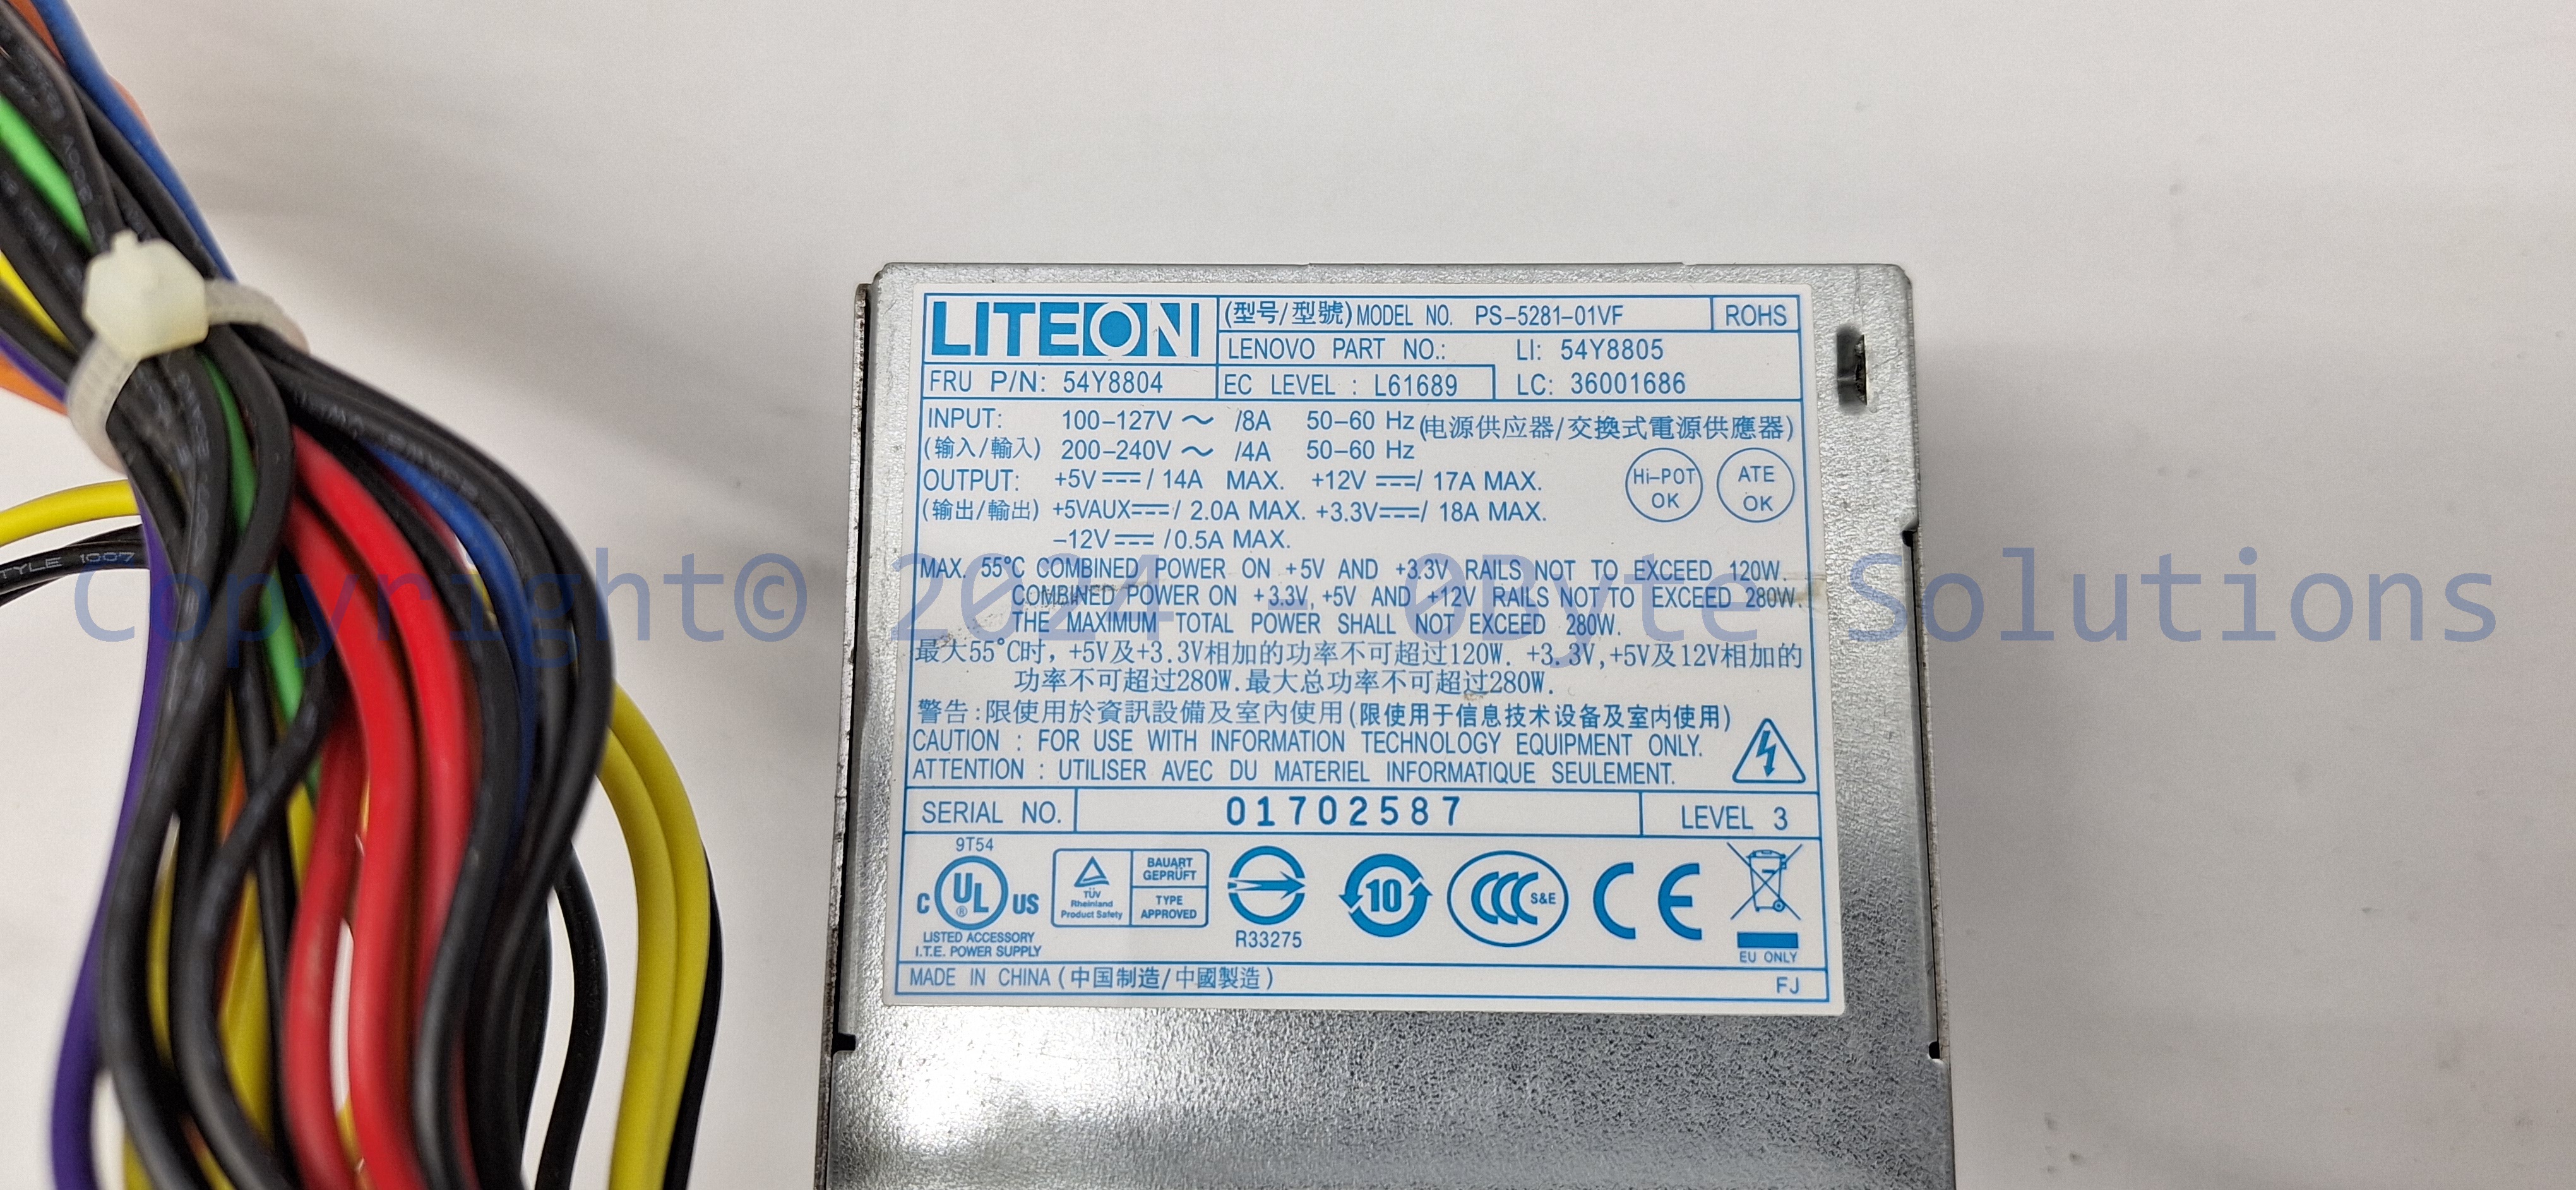 LITEON
(型号/型號)MODEL NO. PS-5281-01VF
ROHS
LENOVO PART NO.: LI: 54Y8805
FRU P/N: 54Y8804
EC LEVEL : L61689
LC: 36001686
INPUT: 100-127V ～ /8A 50-60 Hz
(电源供应器/交換式電源供應器)
(输入/輸入) 200-240V ～ /4A 50-60 Hz
OUTPUT: +5V⎓/ 14A MAX. +12V ⎓/ 17A MAX.
(输出/輸出) +5VAUX⎓/ 2.0A MAX. +3.3V⎓/ 18A MAX.
-12V⎓ /0.5A MAX.
Hi-POT
OK
ATE
OK
MAX. 55°C COMBINED POWER ON +5V AND +3.3V RAILS NOT TO EXCEED 120W.
COMBINED POWER ON +3.3V, +5V AND +12V RAILS NOT TO EXCEED 280W.
THE MAXIMUM TOTAL POWER SHALL NOT EXCEED 280W.
最大55°C时, +5V及+3.3V相加的功率不可超过120W. +3.3V,+5V及12V相加的
功率不可超过280W.最大总功率不可超过280W.
警告:限使用於資訊設備及室內使用(限使用于信息技术设备及室内使用)
CAUTION : FOR USE WITH INFORMATION TECHNOLOGY EQUIPMENT ONLY.
ATTENTION : UTILISER AVEC DU MATERIEL INFORMATIQUE SEULEMENT.
SERIAL NO. 01702587 LEVEL 3
9T54
C UL ® US
LISTED ACCESSORY
I.T.E. POWER SUPPLY
TÜV
Rheinland
Product Safety
BAUART
GEPRÜFT
TYPE
APPROVED
R33275
10
CCC S&E
CE
EU ONLY
MADE IN CHINA (中国制造/中國製造)
FJ
TYLE 1007
Copyright© 2024 - 0Byte Solutions